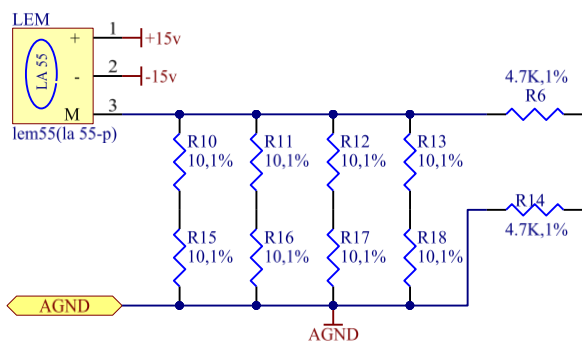 LEM
+
1
+15v
LA 55
-
2
-15v
M
3
lem55(la 55-p)
4.7K,1%
R6
R10
10,1%
R11
10,1%
R12
10,1%
R13
10,1%
R14
4.7K,1%
R15
10,1%
R16
10,1%
R17
10,1%
R18
10,1%
AGND
AGND